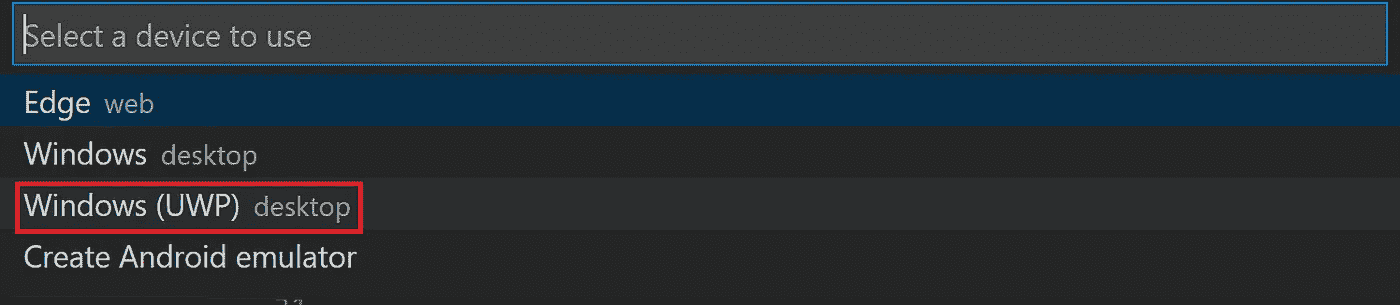 Select a device to use
Edge web
Windows desktop
Windows (UWP) desktop
Create Android emulator